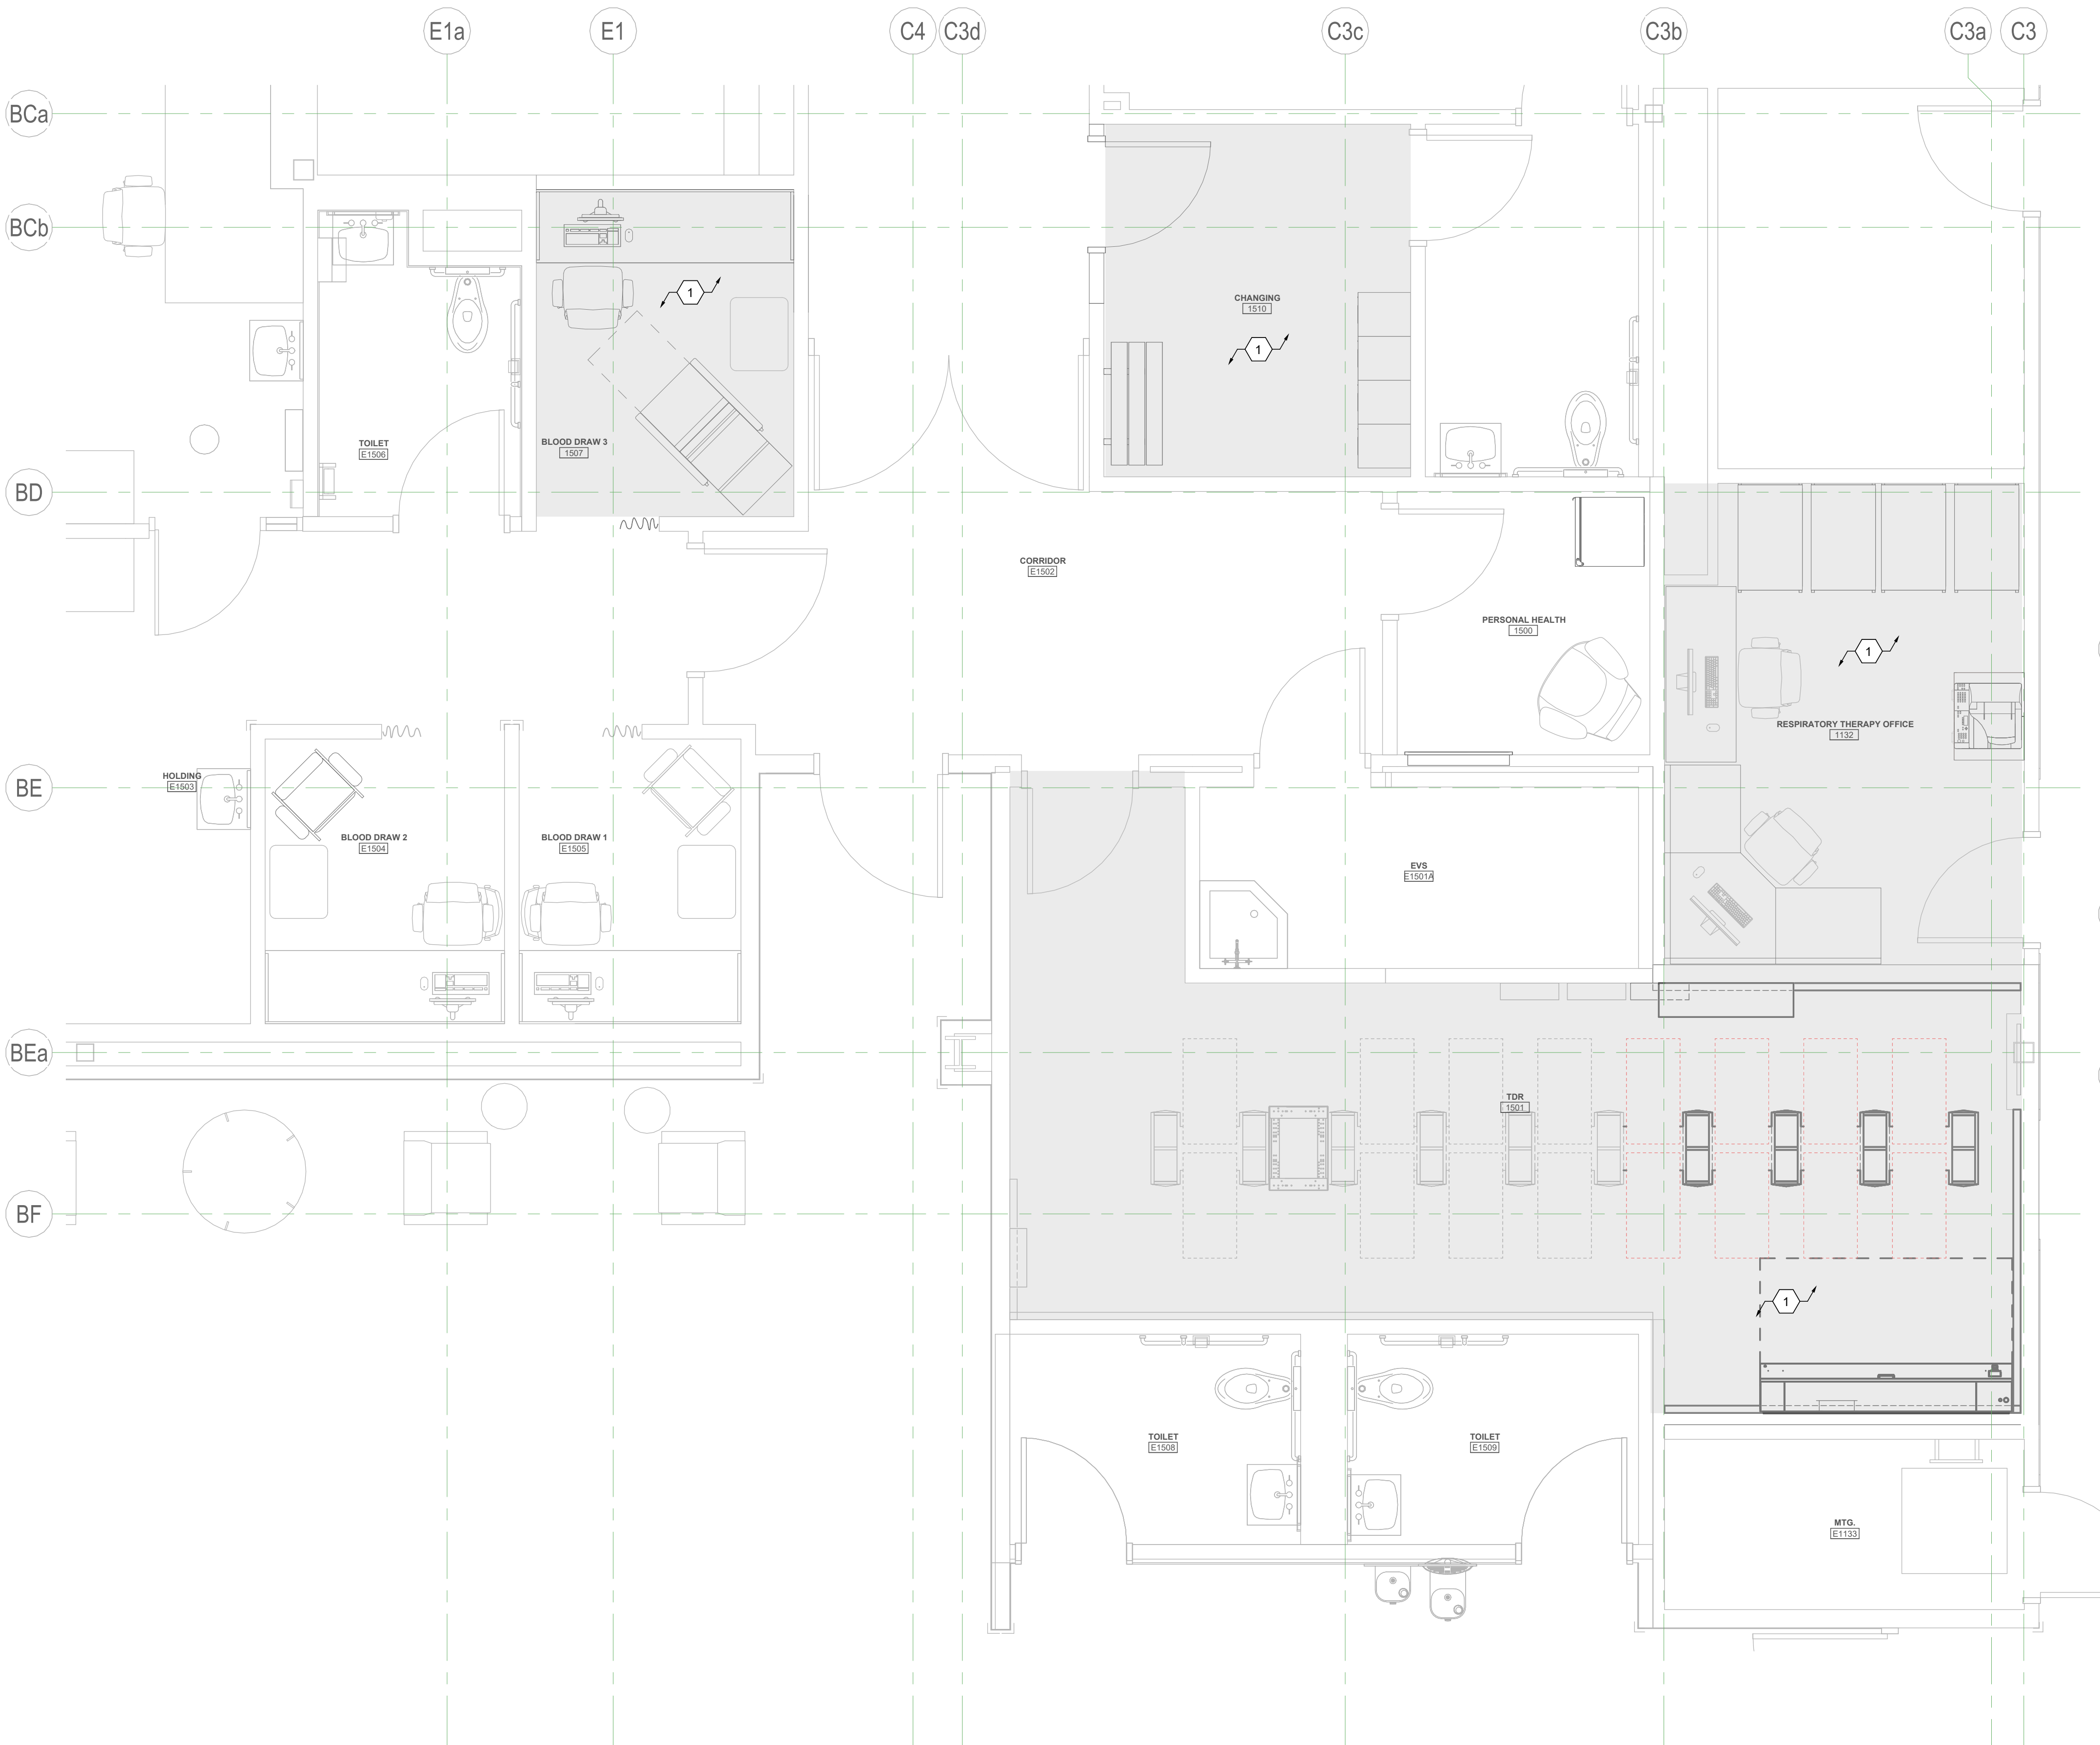 E1a
E1
C4
C3d
C3c
C3b
C3a
C3
BCa
BCb
1
CHANGING
1510
1
TOILET
E1506
BLOOD DRAW 3
1507
BD
CORRIDOR
E1502
PERSONAL HEALTH
1500
1
RESPIRATORY THERAPY OFFICE
1132
HOLDING
E1503
BE
BLOOD DRAW 2
E1504
BLOOD DRAW 1
E1505
EVS
E1501A
BEa
TDR
1501
BF
1
TOILET
E1508
TOILET
E1509
MTG.
E1133